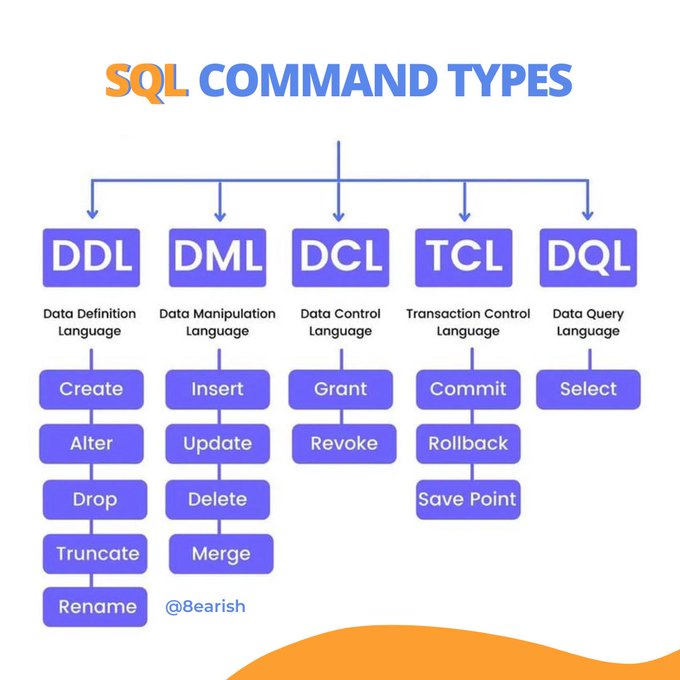 SQL COMMAND TYPES
DDL
DML
DCL
TCL
DQL
Data Definition
Language
Data Manipulation
Language
Data Control
Language
Transaction Control
Language
Data Query
Language
Create
Insert
Grant
Commit
Select
Alter
Update
Revoke
Rollback
Drop
Delete
Save Point
Truncate
Merge
Rename
@8earish